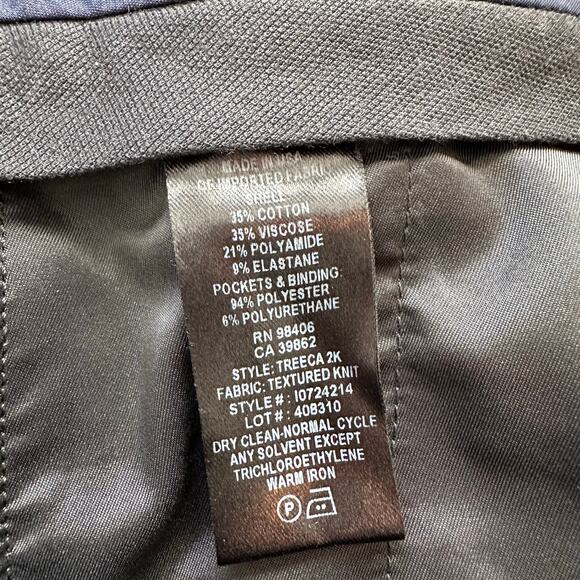 MADE IN USA
OF IMPORTED FABRIC
SHELL:
35% COTTON
35% VISCOSE
21% POLYAMIDE
9% ELASTANE
POCKETS & BINDING:
94% POLYESTER
6% POLYURETHANE
RN 98406
CA 39862
STYLE: TREECA 2K
FABRIC: TEXTURED KNIT
STYLE # : I0724214
LOT # : 408310
DRY CLEAN-NORMAL CYCLE
ANY SOLVENT EXCEPT
TRICHLOROETHYLENE
WARM IRON
P